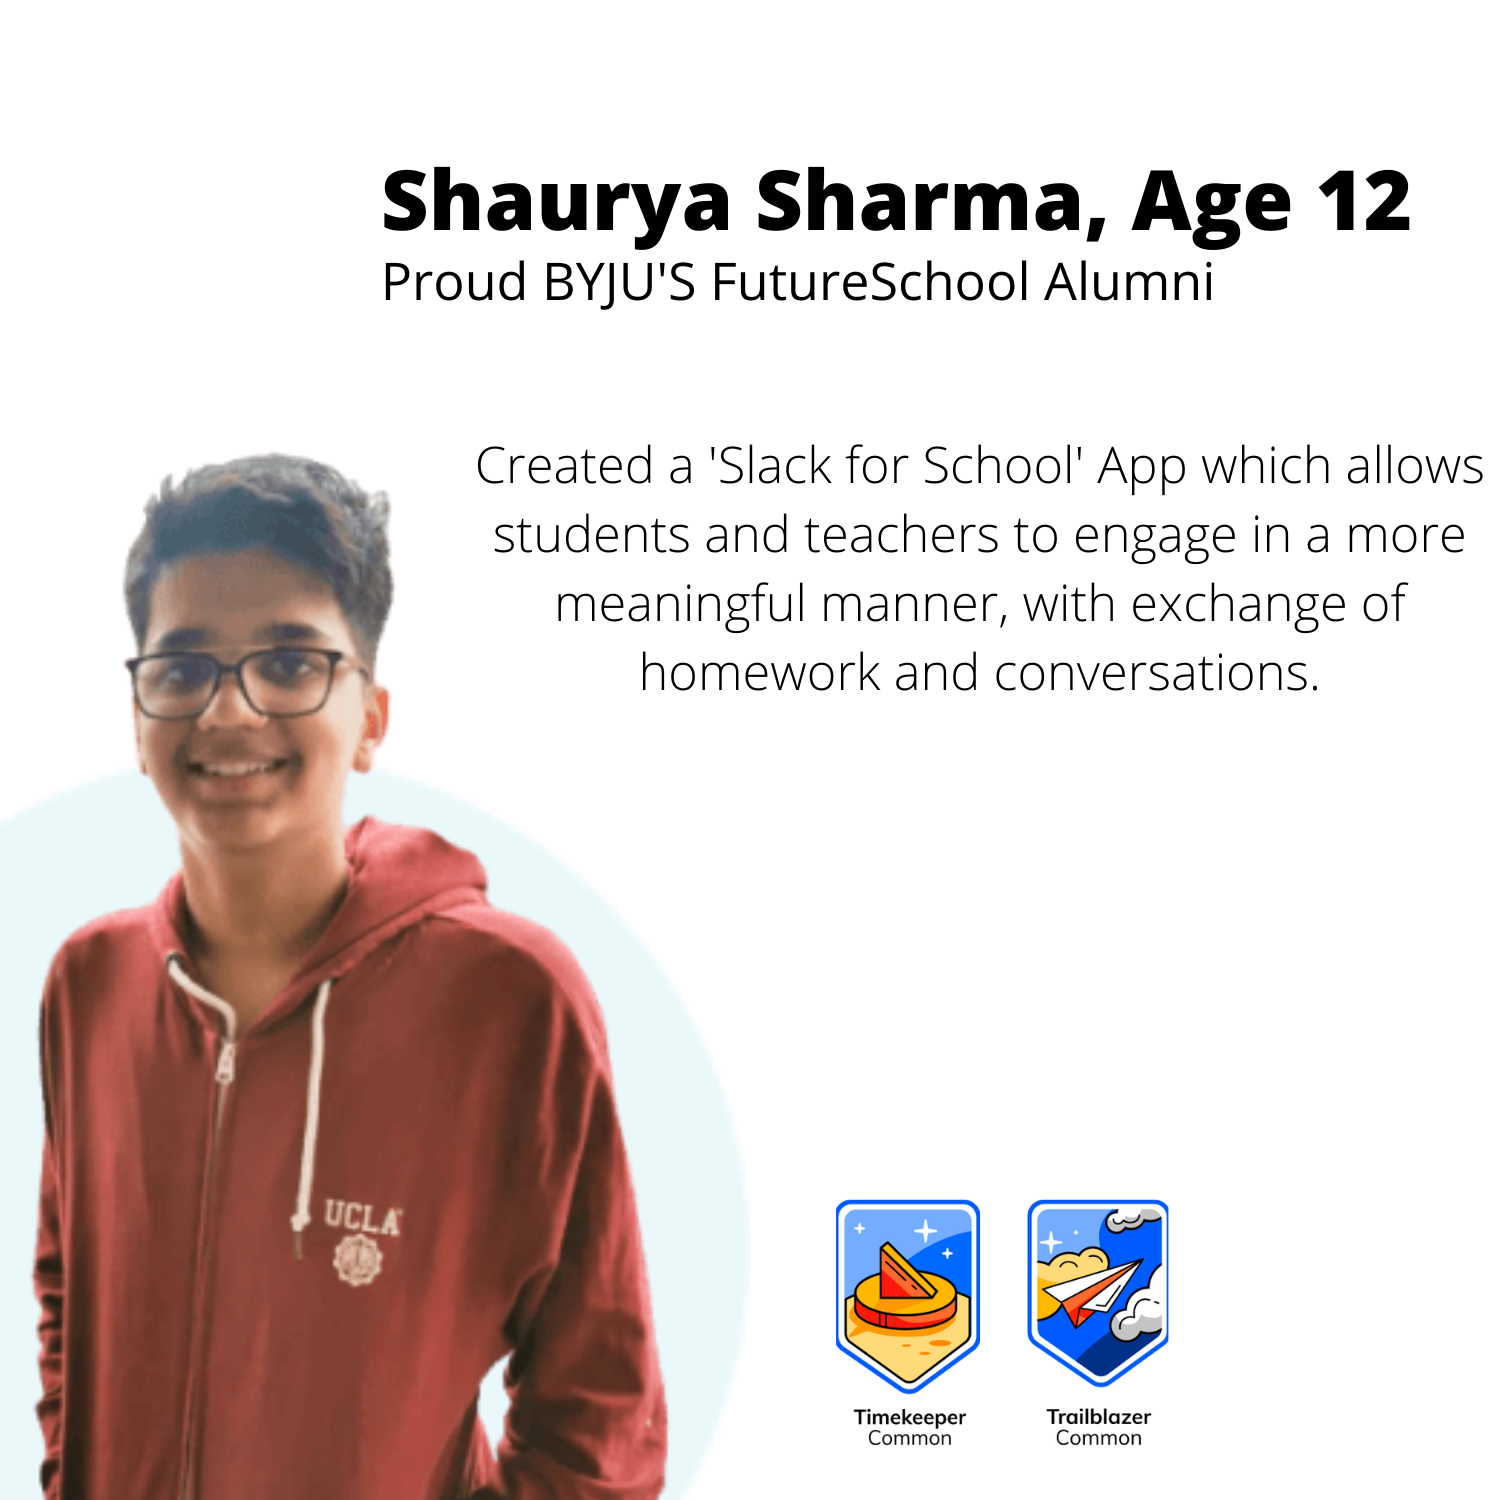 Shaurya Sharma, Age 12
Proud BYJU'S FutureSchool Alumni
Created a 'Slack for School' App which allows
students and teachers to engage in a more
meaningful manner, with exchange of
homework and conversations.
UCLA
Timekeeper
Common
Trailblazer
Common